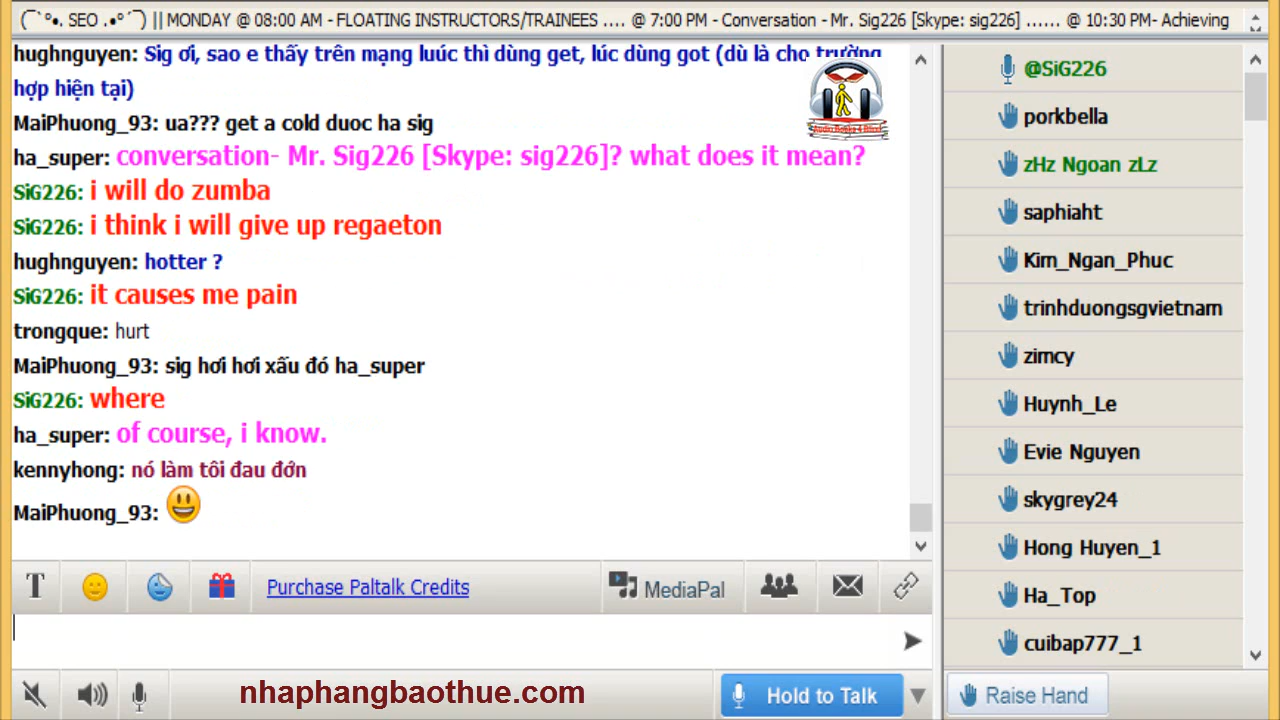 (¯`°•. SEO .•°´¯) || MONDAY @ 08:00 AM - FLOATING INSTRUCTORS/TRAINEES .... @ 7:00 PM - Conversation - Mr. Sig226 [Skype: sig226] ...... @ 10:30 PM- Achieving
hughnguyen: Sig ơi, sao e thấy trên mạng luúc thì dùng get, lúc dùng got (dù là cho trường
hợp hiện tại)
MaiPhuong_93: ua??? get a cold duoc ha sig
ha_super: conversation- Mr. Sig226 [Skype: sig226]? what does it mean?
SiG226: i will do zumba
SiG226: i think i will give up regaeton
hughnguyen: hotter ?
SiG226: it causes me pain
trongque: hurt
MaiPhuong_93: sig hơi hơi xấu đó ha_super
SiG226: where
ha_super: of course, i know.
kennyhong: nó làm tôi đau đớn
MaiPhuong_93:
Audio Books 4 Blind
@SiG226
porkbella
zHz Ngoan zLz
saphiaht
Kim_Ngan_Phuc
trinhduongsgvietnam
zimcy
Huynh_Le
Evie Nguyen
skygrey24
Hong Huyen_1
Ha_Top
cuibap777_1
T
Purchase Paltalk Credits
MediaPal
nhaphangbaothue.com
Hold to Talk
Raise Hand